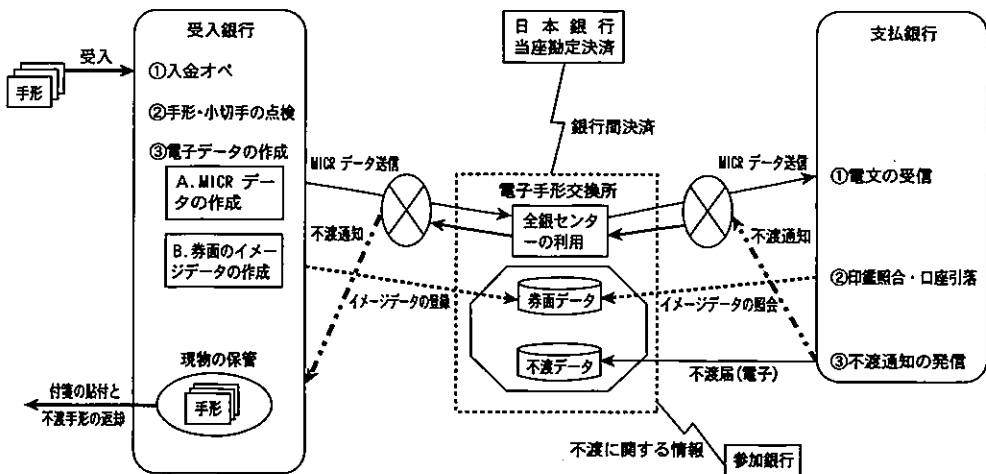 受入銀行
受入
手形
①入金オペ
②手形・小切手の点検
③電子データの作成
A.MICR デー
タの作成
B.券面のイメー
ジデータの作成
現物の保管
手形
付箋の貼付と
不渡手形の返却
日本銀行
当座勘定決済
銀行間決済
MICR データ送信
不渡通知
イメージデータの登録
電子手形交換所
全銀センタ
ーの利用
券面データ
不渡データ
MICR データ送信
不渡通知
イメージデータの照会
不渡届(電子)
不渡に関する情報
参加銀行
支払銀行
①電文の受信
②印鑑照合・口座引落
③不渡通知の発信